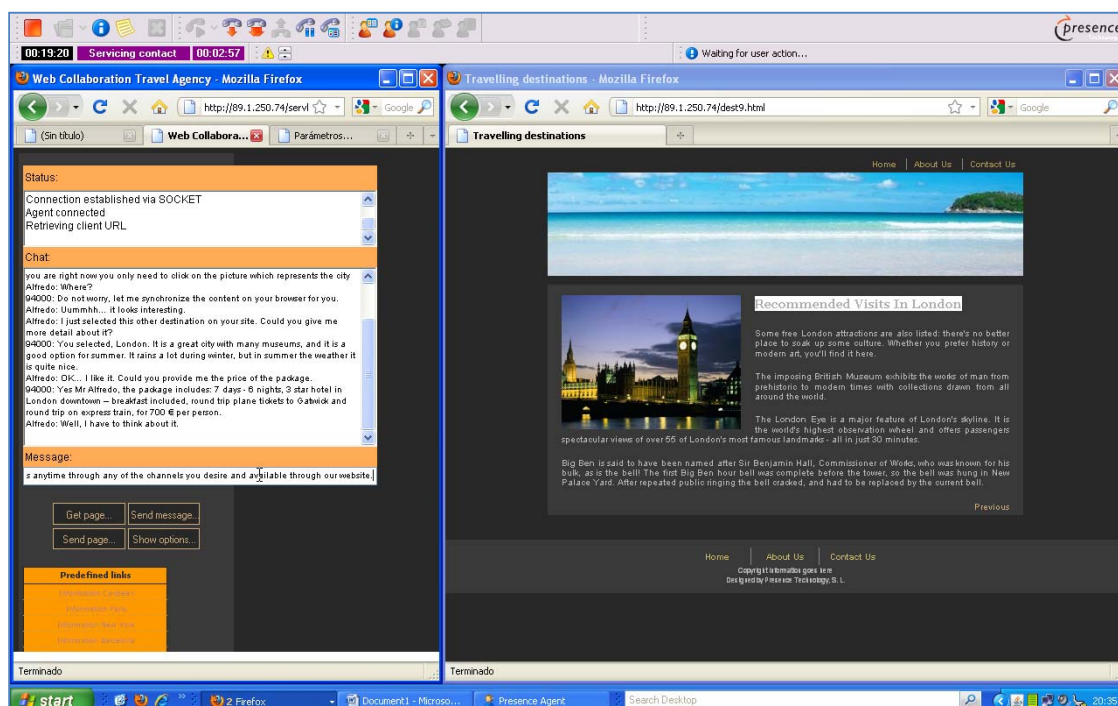 presence
00:19:20 Servicing contact 00:02:57
Waiting for user action...
Web Collaboration Travel Agency - Mozilla Firefox
http://89.1.250.74/servl
Google
(Sin título)
Web Collabora...
Parámetros...
Status:
Connection established via SOCKET
Agent connected
Retrieving client URL
Chat:
you are right now you only need to click on the picture which represents the city
Alfredo: Where?
94000: Do not worry, let me synchronize the content on your browser for you.
Alfredo: Uummhh... it looks interesting.
Alfredo: I just selected this other destination on your site. Could you give me
more detail about it?
94000: You selected, London. It is a great city with many museums, and it is a
good option for summer. It rains a lot during winter, but in summer the weather it
is quite nice.
Alfredo: OK... I like it. Could you provide me the price of the package.
94000: Yes Mr Alfredo, the package includes: 7 days - 6 nights, 3 star hotel in
London downtown – breakfast included, round trip plane tickets to Gatwick and
round trip on express train, for 700 € per person.
Alfredo: Well, I have to think about it.
Message:
s anytime through any of the channels you desire and available through our website.
Get page...
Send message...
Send page...
Show options...
Predefined links
Information Paris
Information New York
Information Barcelona
Terminado
Travelling destinations - Mozilla Firefox
http://89.1.250.74/dest9.html
Google
Travelling destinations
Home About Us Contact Us
Recommended Visits In London
Some free London attractions are also listed: there's no better
place to soak up some culture. Whether you prefer history or
modern art, you'll find it here.
The imposing British Museum exhibits the works of man from
prehistoric to modern times with collections drawn from all
around the world.
The London Eye is a major feature of London's skyline. It is
the world's highest observation wheel and offers passengers
spectacular views of over 55 of London's most famous landmarks - all in just 30 minutes.
Big Ben is said to have been named after Sir Benjamin Hall, Commissioner of Works, who was known for his
bulk, as is the bell! The first Big Ben hour bell was complete before the tower, so the bell was hung in New
Palace Yard. After repeated public ringing the bell cracked, and had to be replaced by the current bell.
Previous
Home About Us Contact Us
Copyright information goes here
Designed by Presence Technology, S. L.
Terminado
start
2 Firefox
Document1 - Microso...
Presence Agent
Search Desktop
20:35